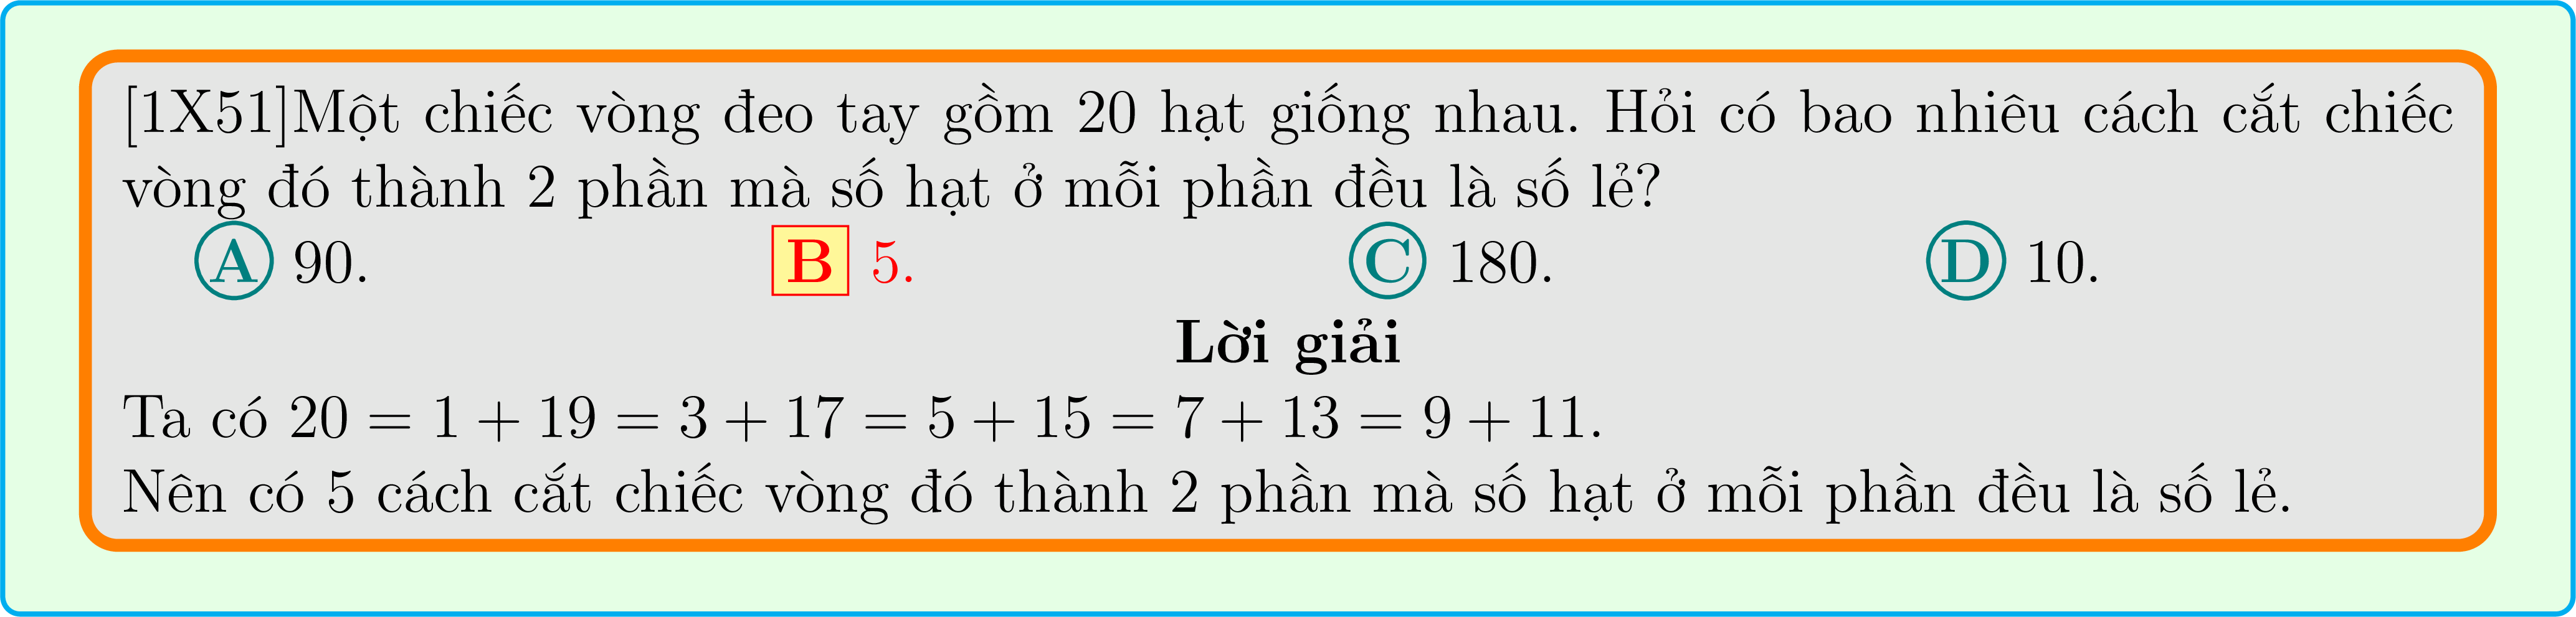 [1X51]Một chiếc vòng đeo tay gồm 20 hạt giống nhau. Hỏi có bao nhiêu cách cắt chiếc
vòng đó thành 2 phần mà số hạt ở mỗi phần đều là số lẻ?
A 90. B 5. C 180. D 10.
Lời giải
Ta có 20 = 1 + 19 = 3 + 17 = 5 + 15 = 7 + 13 = 9 + 11.
Nên có 5 cách cắt chiếc vòng đó thành 2 phần mà số hạt ở mỗi phần đều là số lẻ.